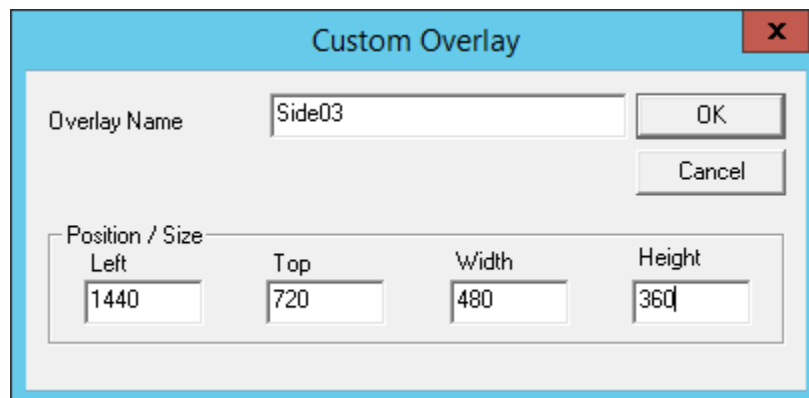 Custom Overlay
x
Overlay Name
Side03
OK
Cancel
Position / Size
Left
Top
Width
Height
1440
720
480
360